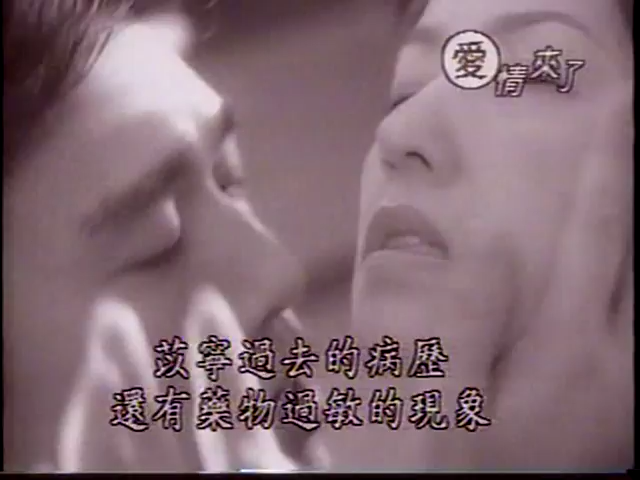 愛情來了
苡寧過去的病歷
還有藥物過敏的現象